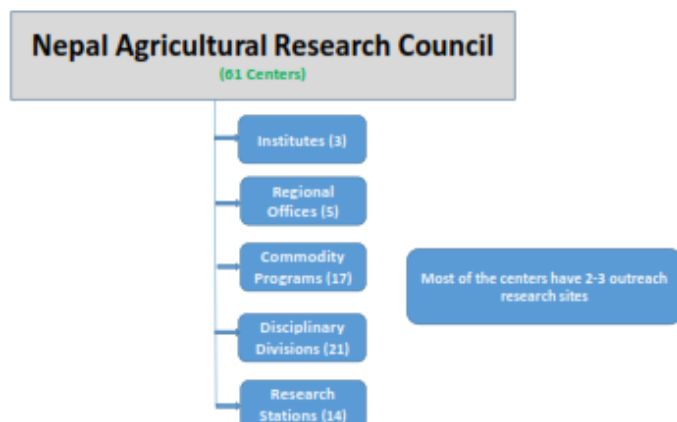 Nepal Agricultural Research Council
(61 Centers)
Institutes (3)
Regional
Offices (5)
Commodity
Programs (17)
Most of the centers have 2-3 outreach
research sites
Disciplinary
Divisions (21)
Research
Stations (14)